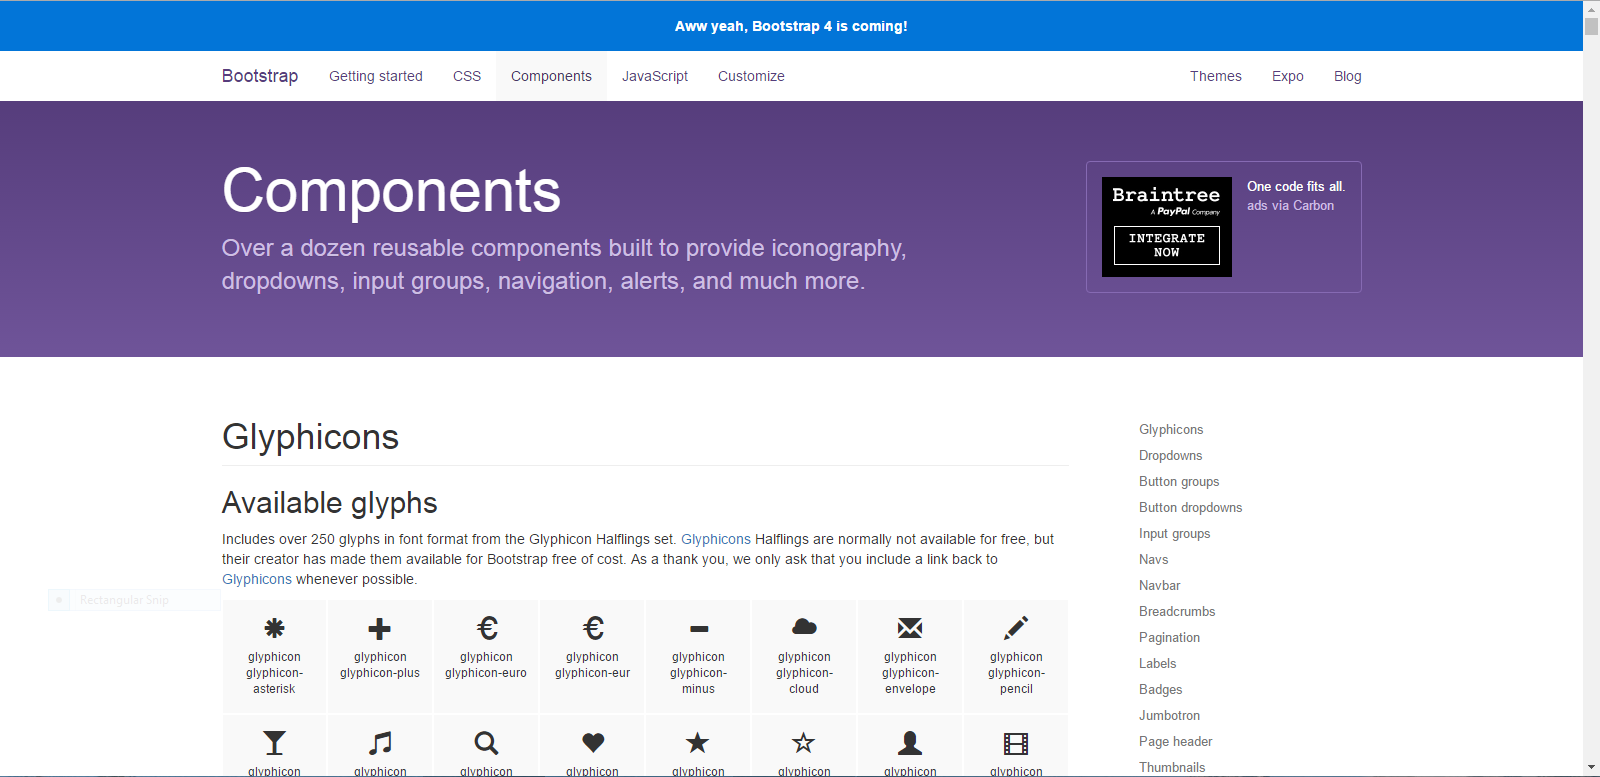 Aww yeah, Bootstrap 4 is coming!
Bootstrap Getting started CSS Components JavaScript Customize Themes Expo Blog
Components
Over a dozen reusable components built to provide iconography,
dropdowns, input groups, navigation, alerts, and much more.
Braintree
A PayPal Company
INTEGRATE
NOW
One code fits all.
ads via Carbon
Glyphicons
Available glyphs
Includes over 250 glyphs in font format from the Glyphicon Halflings set. Glyphicons Halflings are normally not available for free, but
their creator has made them available for Bootstrap free of cost. As a thank you, we only ask that you include a link back to
Glyphicons whenever possible.
Rectangular Snip
glyphicon
glyphicon-
asterisk
glyphicon
glyphicon-plus
glyphicon
glyphicon-euro
glyphicon
glyphicon-eur
glyphicon
glyphicon-
minus
glyphicon
glyphicon-
cloud
glyphicon
glyphicon-
envelope
glyphicon
glyphicon-
pencil
glyphicon glyphicon glyphicon glyphicon glyphicon glyphicon glyphicon glyphicon
Glyphicons
Dropdowns
Button groups
Button dropdowns
Input groups
Navs
Navbar
Breadcrumbs
Pagination
Labels
Badges
Jumbotron
Page header
Thumbnails